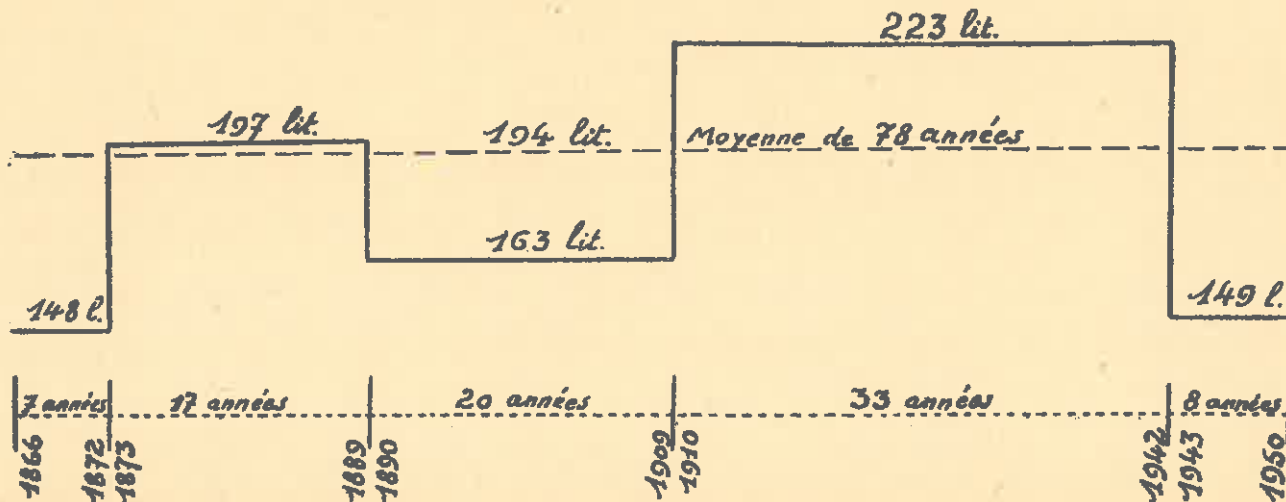 223 lit.
197 lit.
194 lit.
Moyenne de 78 années
163 lit.
148 l.
149 l.
7 années
17 années
20 années
33 années
8 années
1866
1872
1873
1889
1890
1909
1910
1942
1943
1950